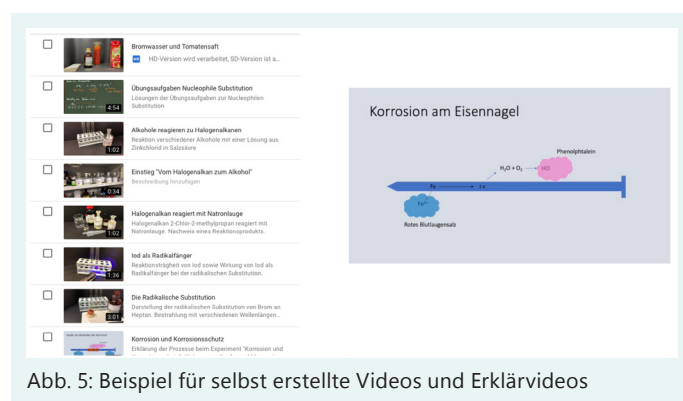 Bromwasser und Tomatensaft
HD-Version wird verarbeitet, SD-Version ist a...
Übungsaufgaben Nucleophile Substitution
Lösungen der Übungsaufgaben zur Nucleophilen
Substitution
4:54
Alkohole reagieren zu Halogenalkanen
Reaktion verschiedener Alkohole mit einer Lösung aus
Zinkchlorid in Salzsäure
1:02
Einstieg "Vom Halogenalkan zum Alkohol"
Beschreibung hinzufügen
0:34
Halogenalkan reagiert mit Natronlauge
Halogenalkan 2-Chlor-2-methylpropan reagiert mit
Natronlauge. Nachweis eines Reaktionsprodukts.
1:02
Iod als Radikalfänger
Reaktionsträgheit von Iod sowie Wirkung von Iod als
Radikalfänger bei der radikalischen Substitution.
1:36
Die Radikalische Substitution
Darstellung der radikalischen Substitution von Brom an
Heptan. Bestrahlung mit verschiedenen Wellenlängen...
3:01
Korrosion und Korrosionsschutz
Erklärung der Prozesse beim Experiment "Korrosion und
Korrosion am Eisennagel
Phenolphtalein
H₂O + O₂
HO
Fe
2 e
Fe²⁺
Rotes Blutlaugensalz
Abb. 5: Beispiel für selbst erstellte Videos und Erklärvideos